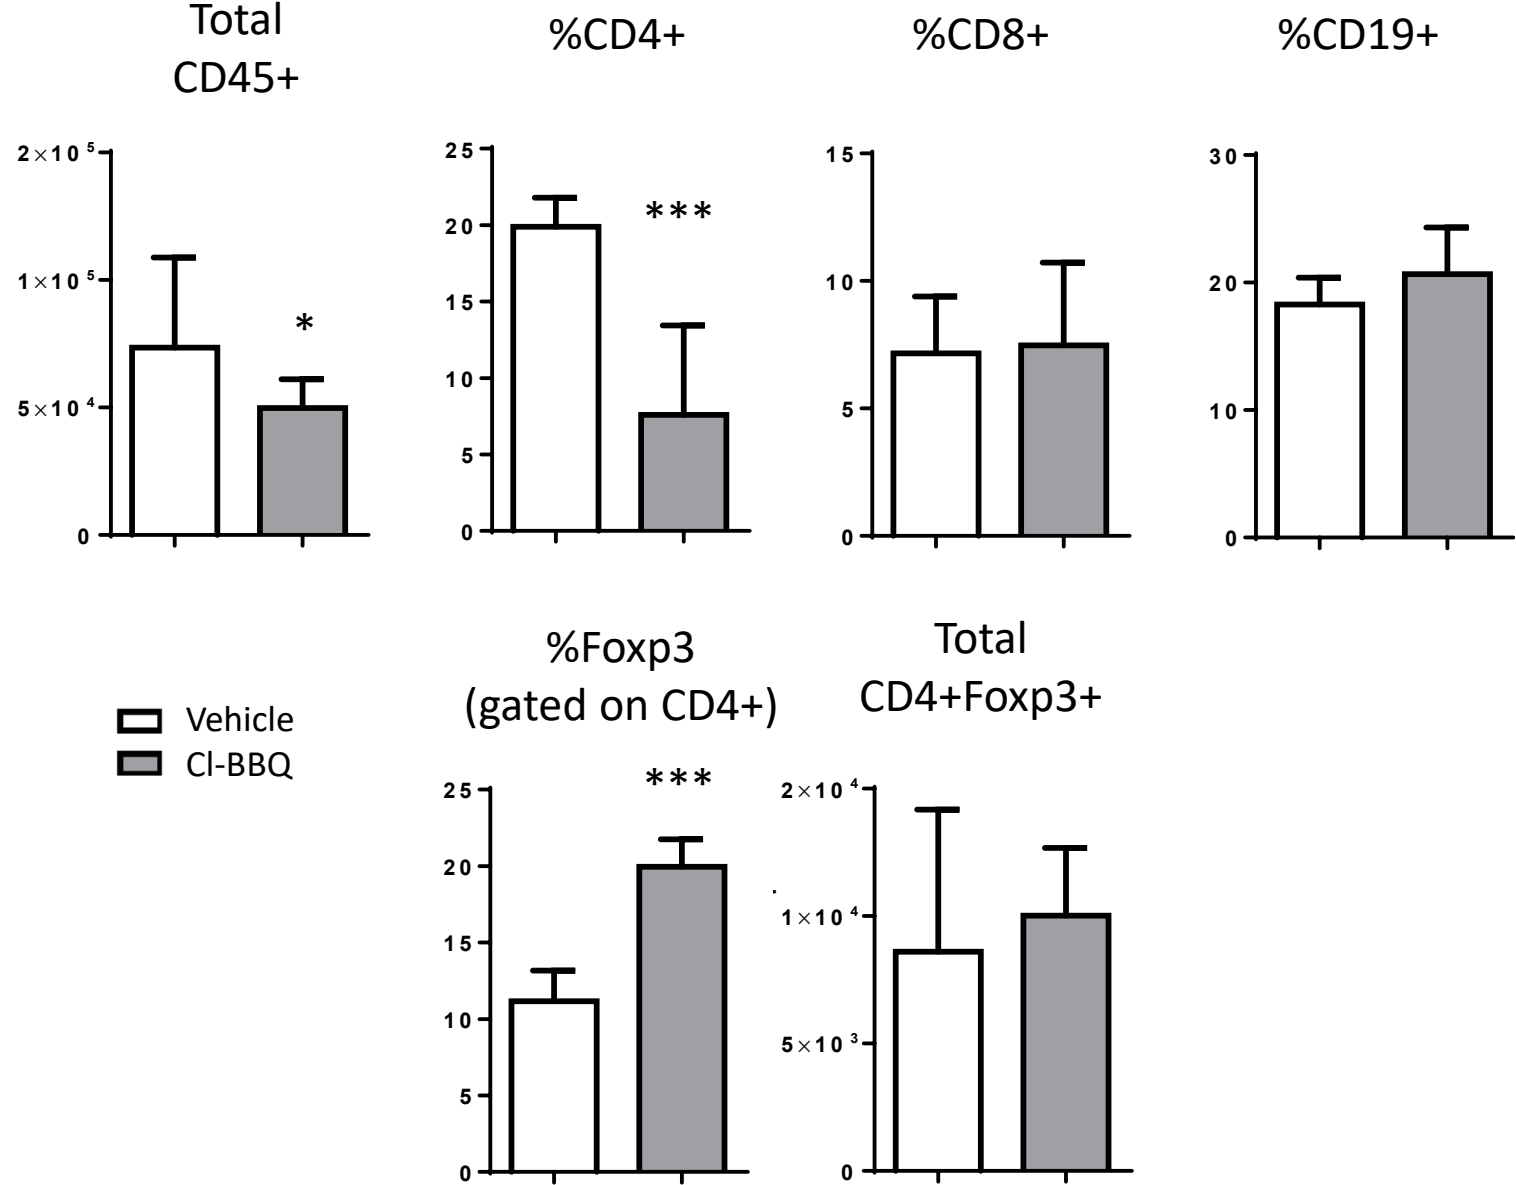 Total
CD45+
%CD4+
%CD8+
%CD19+
2×10⁵
1×10⁵
5×10⁴
0
*
25
20
15
10
5
0
***
15
10
5
0
30
20
10
0
Vehicle
Cl-BBQ
%Foxp3
(gated on CD4+)
Total
CD4+Foxp3+
25
20
15
10
5
0
***
2×10⁴
1×10⁴
5×10³
0